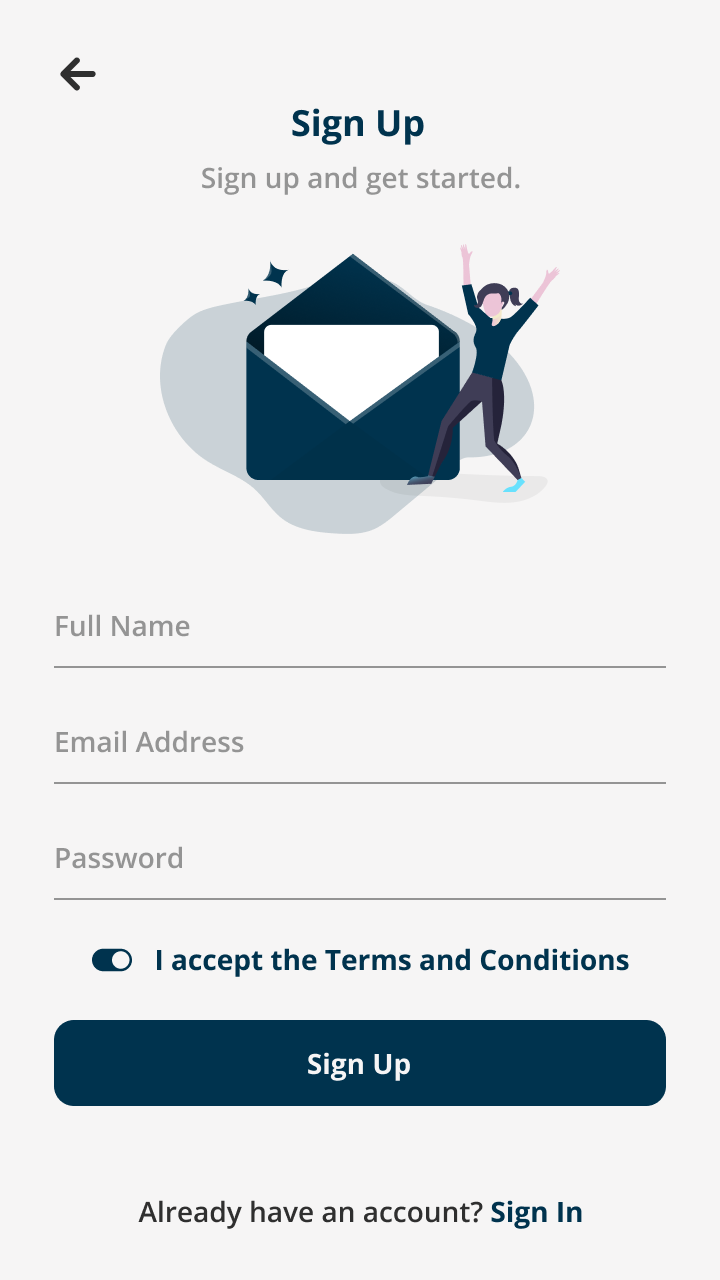 Sign Up
Sign up and get started.
Full Name
Email Address
Password
I accept the Terms and Conditions
Sign Up
Already have an account? Sign In